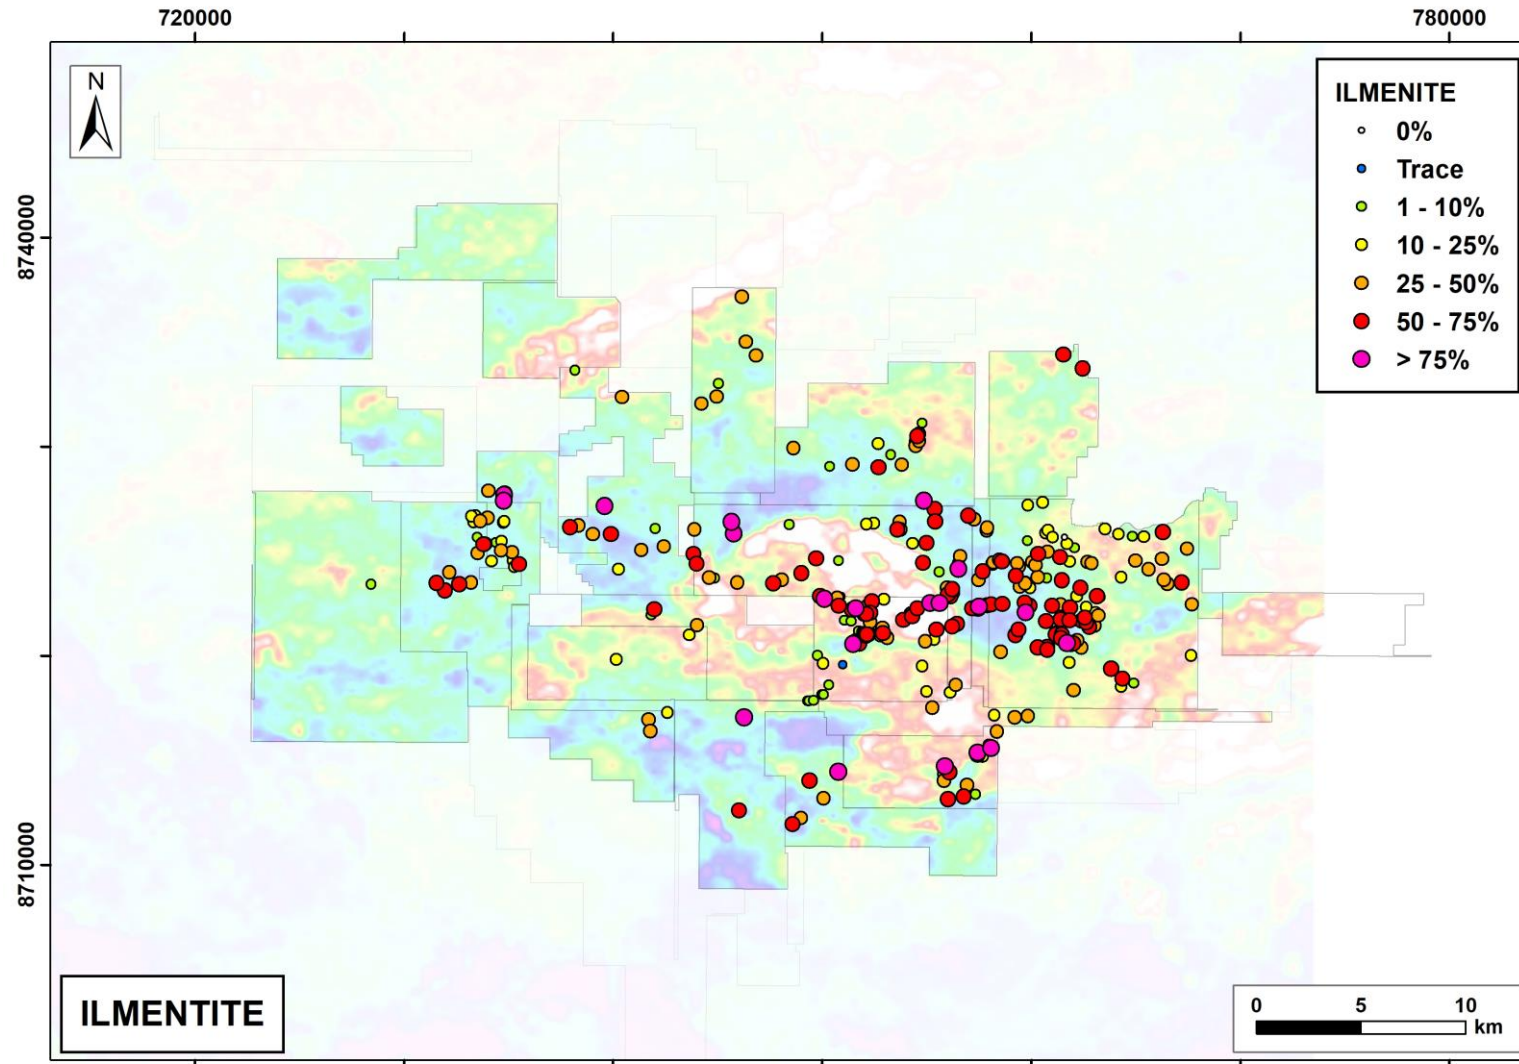 720000
780000
N
ILMENITE
0%
Trace
1 - 10%
10 - 25%
25 - 50%
50 - 75%
> 75%
8740000
8710000
ILMENTITE
0 5 10
km